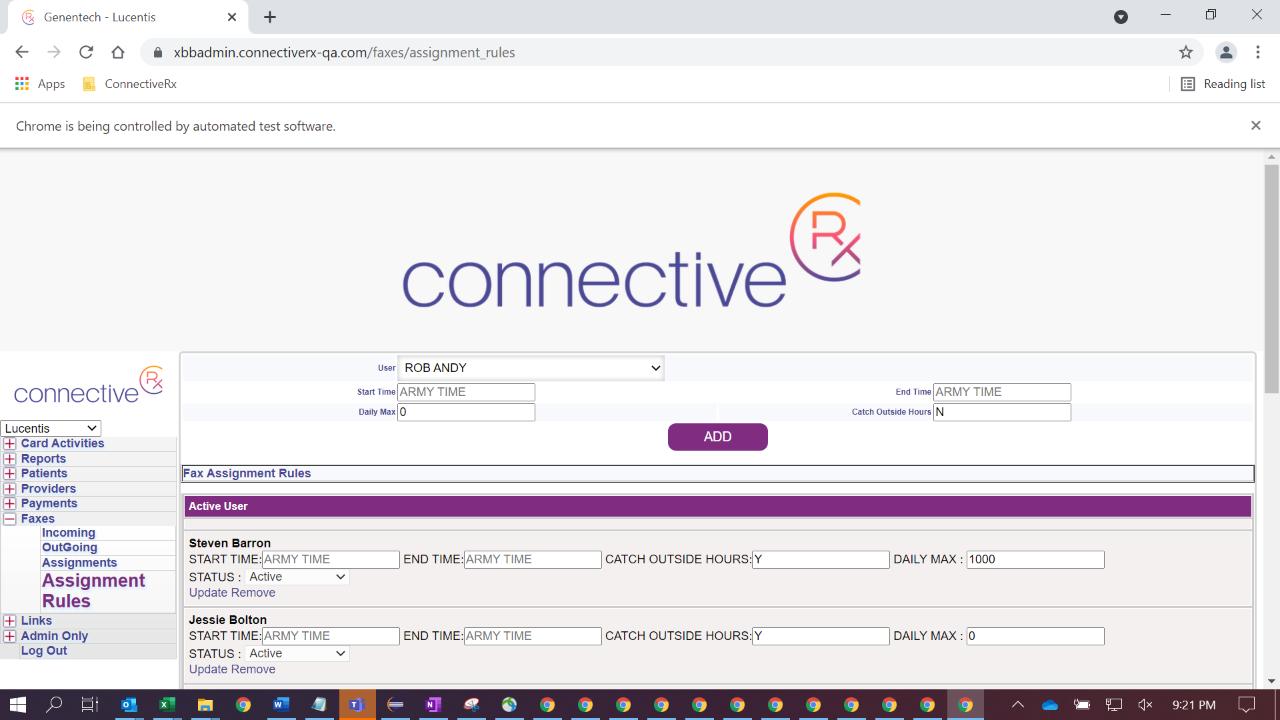 Genentech - Lucentis
xbbadmin.connectiverx-qa.com/faxes/assignment_rules
Apps ConnectiveRx Reading list
Chrome is being controlled by automated test software.
connective Rx
connective Rx
Lucentis
Card Activities
Reports
Patients
Providers
Payments
Faxes
Incoming
OutGoing
Assignments
Assignment
Rules
Links
Admin Only
Log Out
User ROB ANDY
Start Time ARMY TIME End Time ARMY TIME
Daily Max 0 Catch Outside Hours N
ADD
Fax Assignment Rules
Active User
Steven Barron
START TIME: ARMY TIME END TIME: ARMY TIME CATCH OUTSIDE HOURS: Y DAILY MAX : 1000
STATUS : Active
Update Remove
Jessie Bolton
START TIME: ARMY TIME END TIME: ARMY TIME CATCH OUTSIDE HOURS: Y DAILY MAX : 0
STATUS : Active
Update Remove
9:21 PM